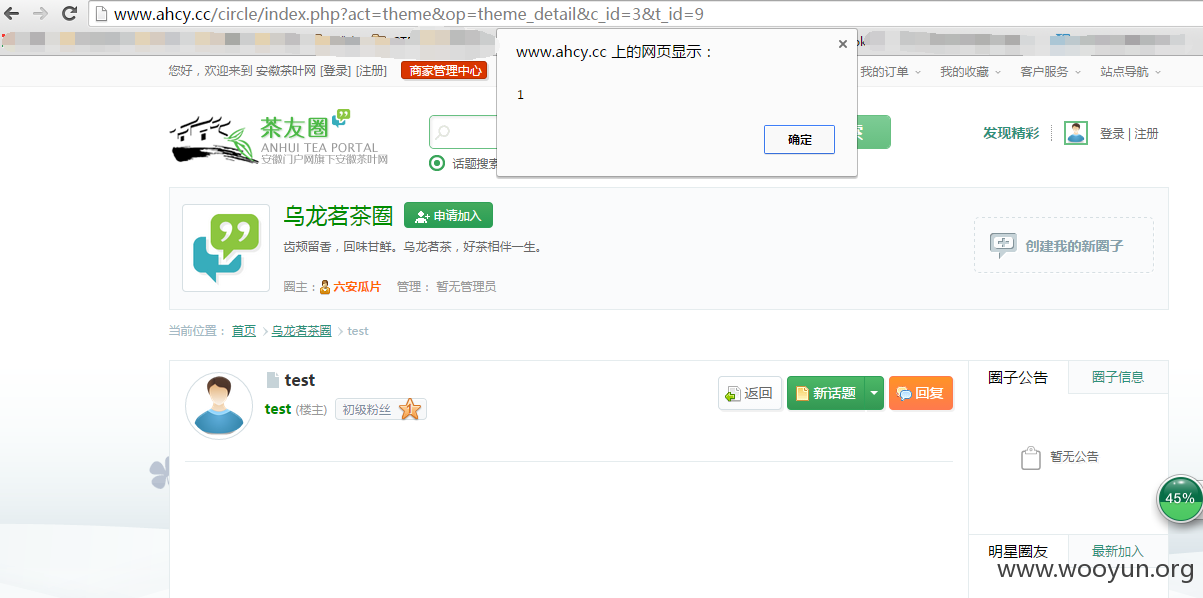 www.ahcy.cc/circle/index.php?act=theme&op=theme_detail&c_id=3&t_id=9
www.ahcy.cc 上的网页显示：
1
确定
您好，欢迎来到 安徽茶叶网 [登录] [注册] 商家管理中心
我的订单 我的收藏 客户服务 站点导航
茶友圈
ANHUI TEA PORTAL
安徽门户网旗下安徽茶叶网
话题搜索
发现精彩 登录 | 注册
乌龙茗茶圈 申请加入
齿颊留香，回味甘鲜。乌龙茗茶，好茶相伴一生。
圈主： 六安瓜片 管理： 暂无管理员
创建我的新圈子
当前位置： 首页 > 乌龙茗茶圈 > test
test
test (楼主) 初级粉丝 1
返回 新话题 回复
圈子公告 圈子信息
暂无公告
45%
明星圈友 最新加入
www.wooyun.org